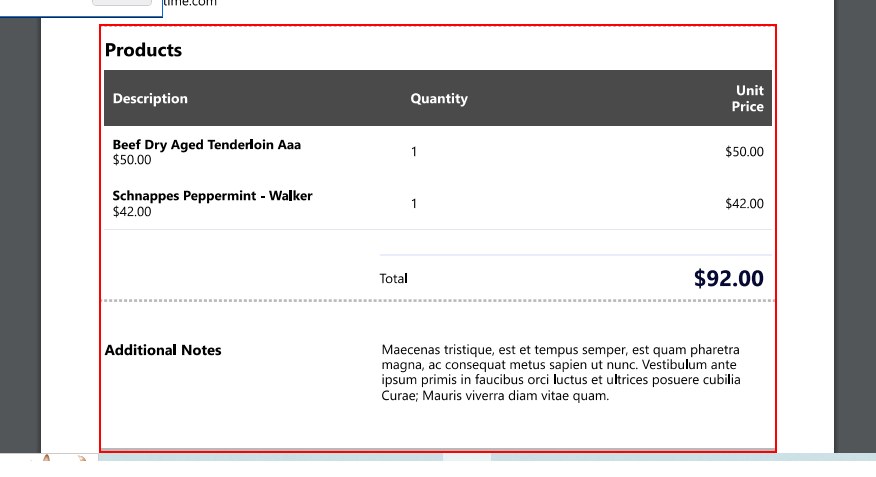 time.com
Products
Description Quantity Unit Price
Beef Dry Aged Tenderloin Aaa
$50.00
1 $50.00
Schnappes Peppermint - Walker
$42.00
1 $42.00
Total $92.00
Additional Notes
Maecenas tristique, est et tempus semper, est quam pharetra
magna, ac consequat metus sapien ut nunc. Vestibulum ante
ipsum primis in faucibus orci luctus et ultrices posuere cubilia
Curae; Mauris viverra diam vitae quam.